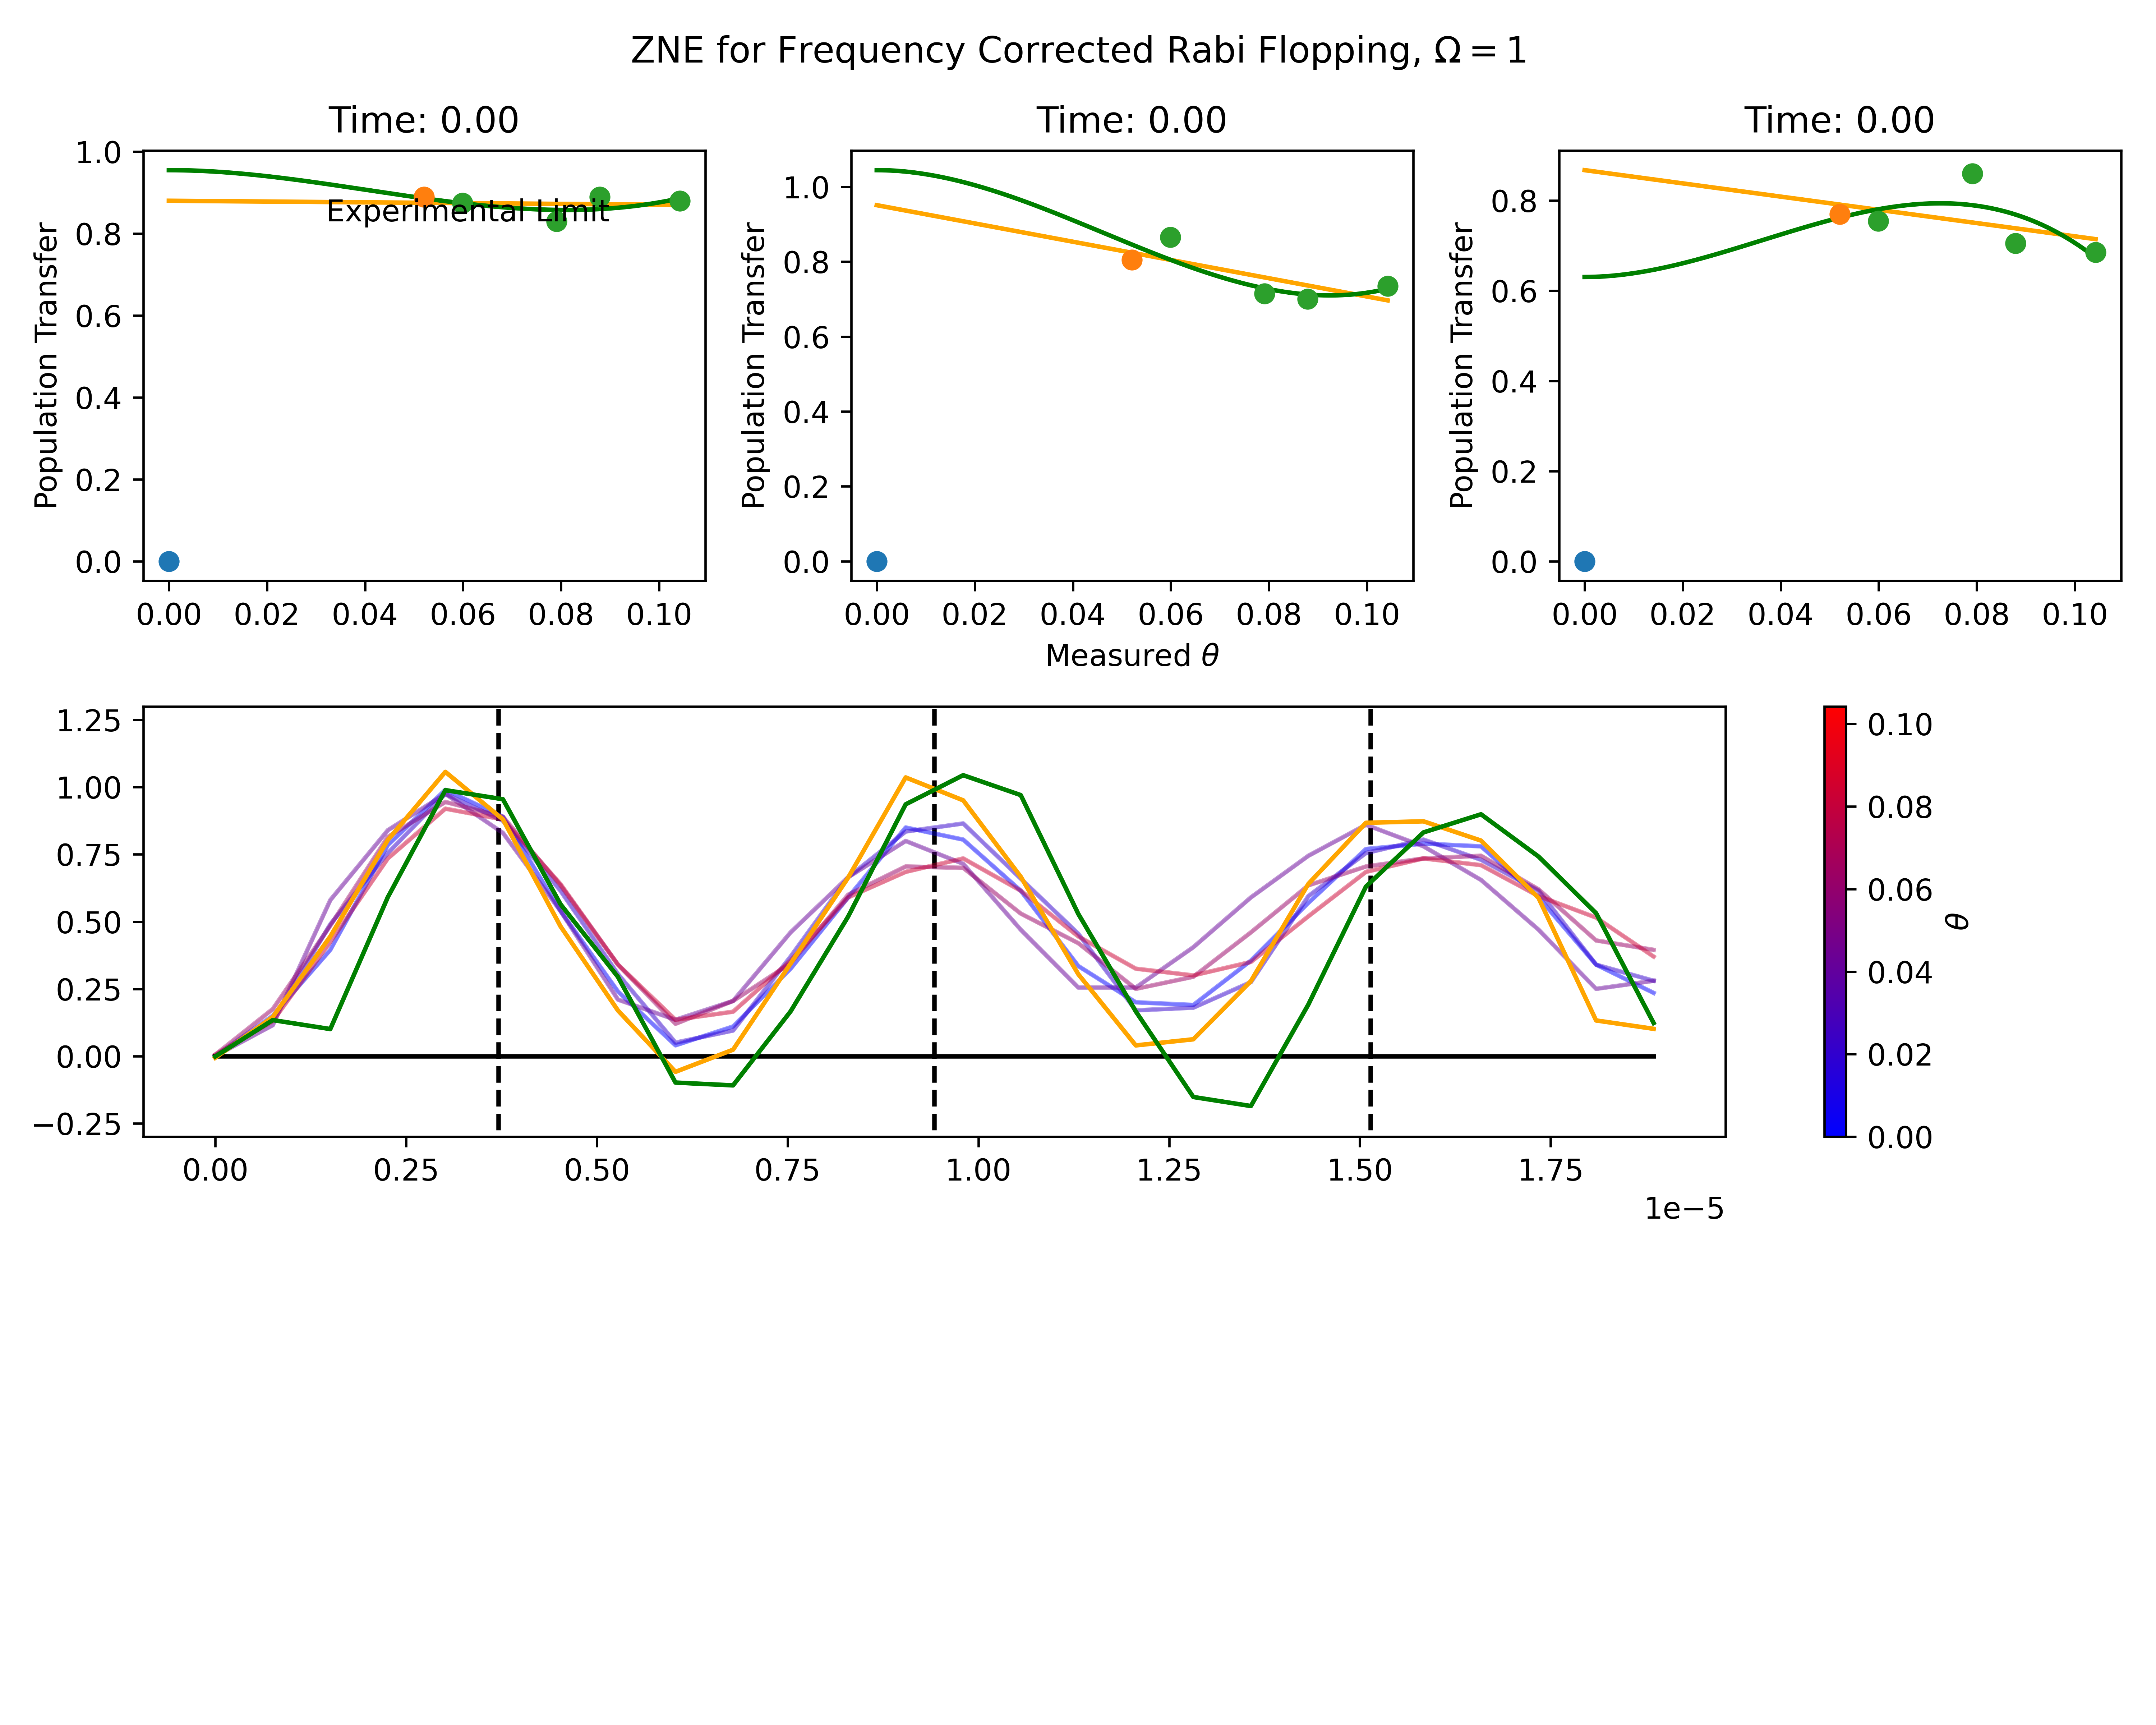 ZNE for Frequency Corrected Rabi Flopping, Ω = 1
Time: 0.00
Time: 0.00
Time: 0.00
Population Transfer
1.0
0.8
0.6
0.4
0.2
0.0
Experimental Limit
0.00 0.02 0.04 0.06 0.08 0.10
Population Transfer
1.0
0.8
0.6
0.4
0.2
0.0
0.00 0.02 0.04 0.06 0.08 0.10
Measured θ
Population Transfer
0.8
0.6
0.4
0.2
0.0
0.00 0.02 0.04 0.06 0.08 0.10
1.25
1.00
0.75
0.50
0.25
0.00
−0.25
0.00 0.25 0.50 0.75 1.00 1.25 1.50 1.75
1e−5
0.10
0.08
0.06
0.04
0.02
0.00
θ